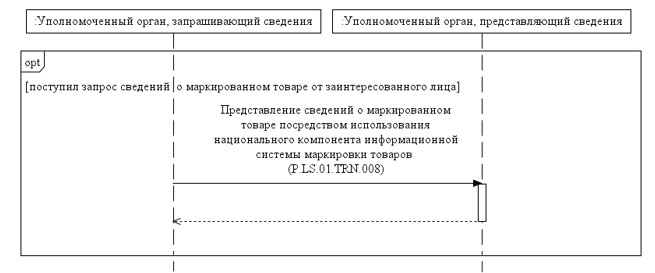 :Уполномоченный орган, запрашивающий сведения
:Уполномоченный орган, представляющий сведения
opt
[поступил запрос сведений о маркированном товаре от заинтересованного лица]
Представление сведений о маркированном
товаре посредством использования
национального компонента информационной
системы маркировки товаров
(P.LS.01.TRN.008)